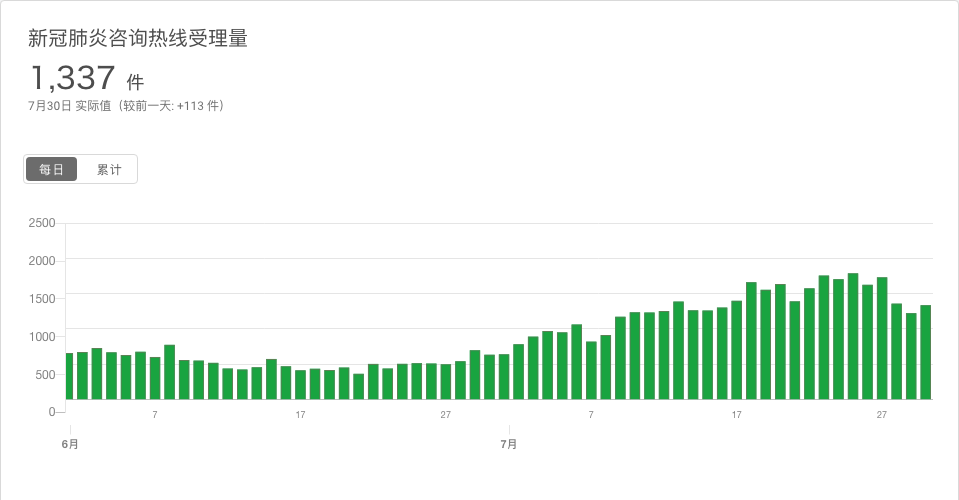 新冠肺炎咨询热线受理量
1,337 件
7月30日 实际值（较前一天: +113 件）
每日 累计
2500
2000
1500
1000
500
0
7 17 27 7 17 27
6月 7月